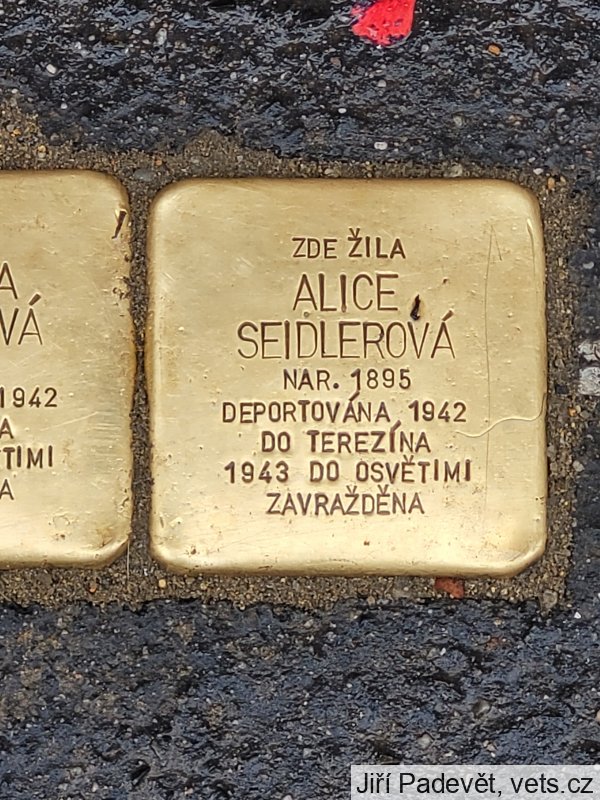 ZDE ŽILA
ALICE
SEIDLEROVÁ
NAR. 1895
DEPORTOVÁNA 1942
DO TEREZÍNA
1943 DO OSVĚTIMI
ZAVRAŽDĚNA
1942
Jiří Padevět, vets.cz